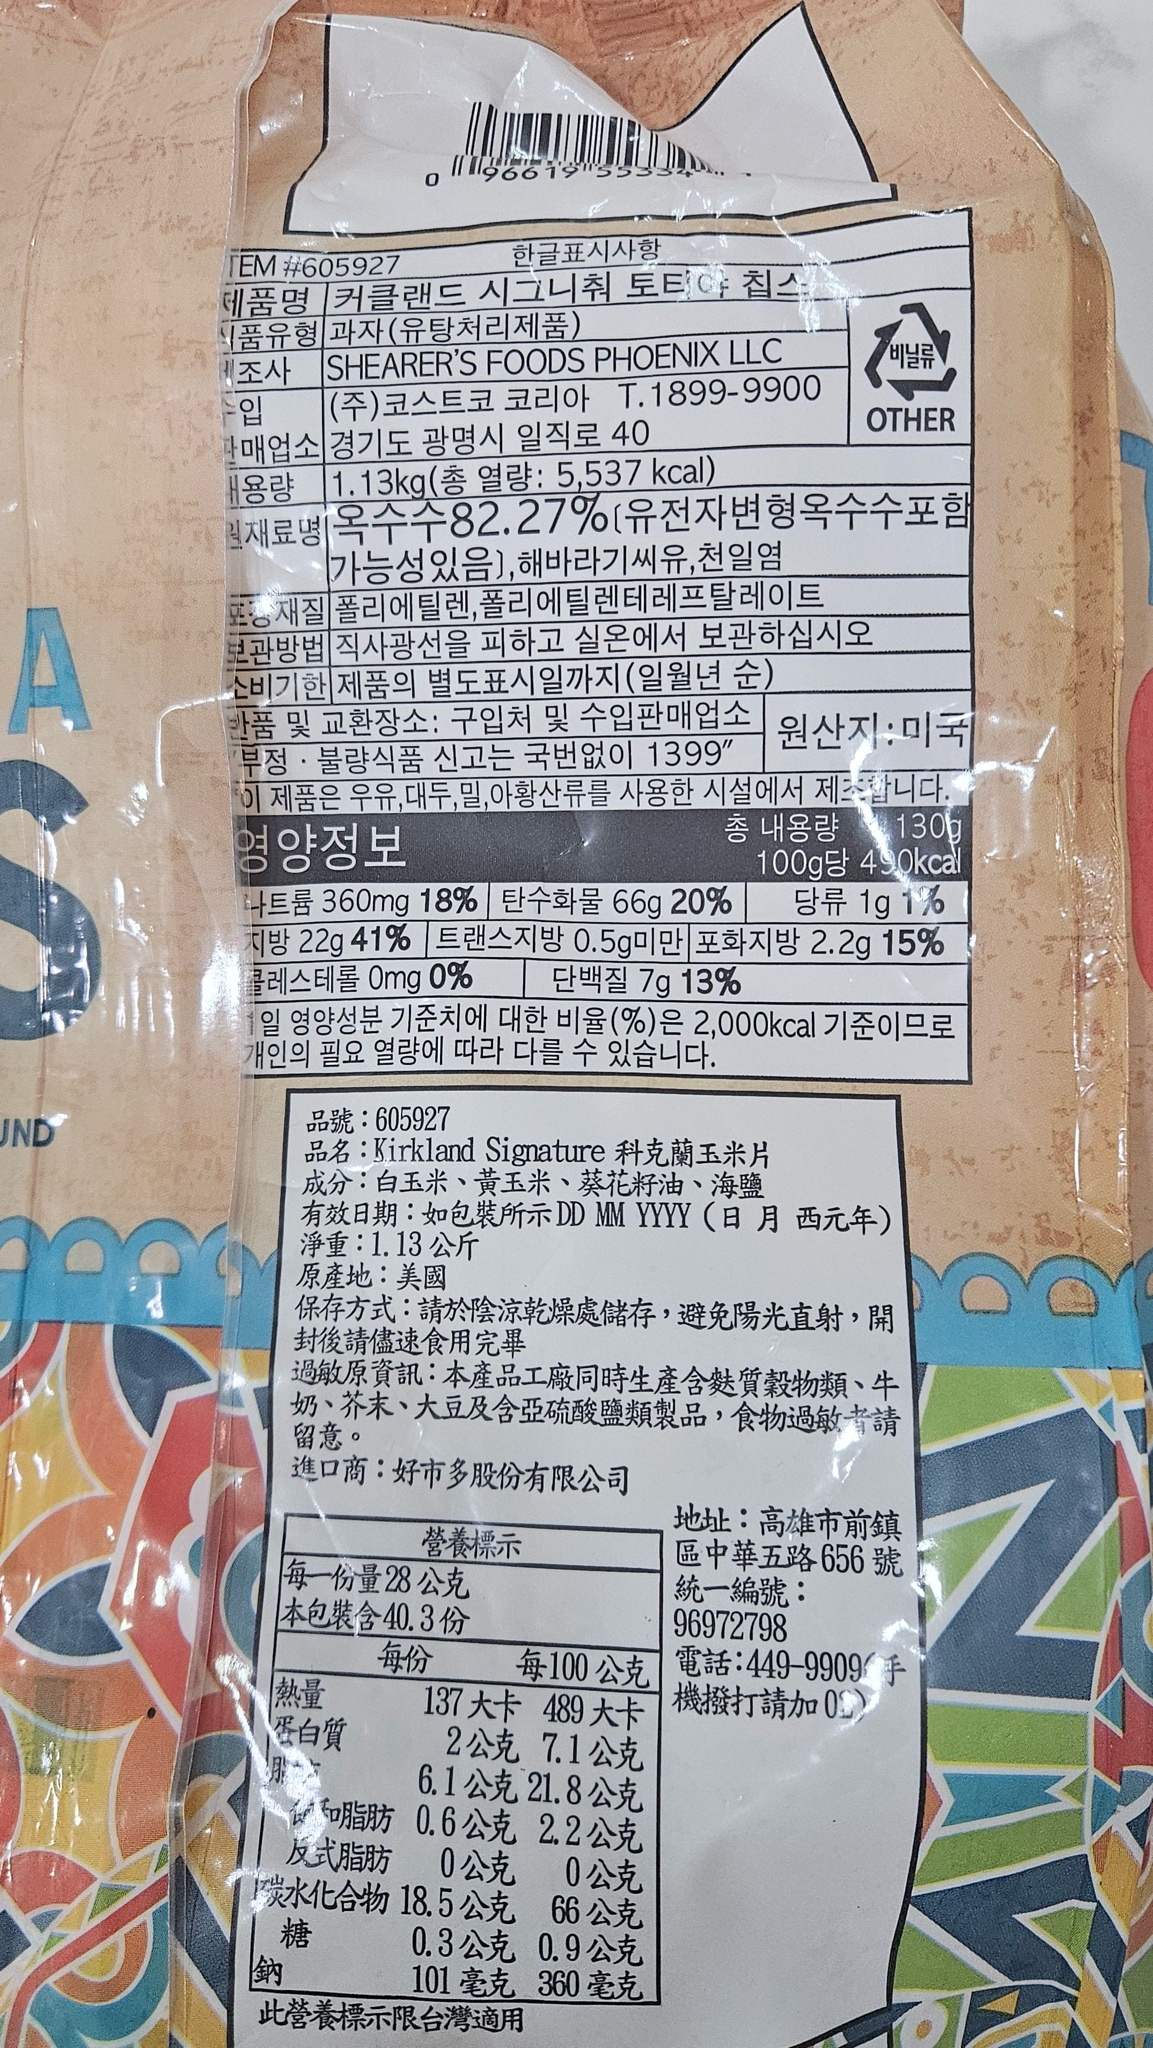 A
S
UND
0 96619 55334
TEM #605927 한글표시사항
제품명 커클랜드 시그니춰 토티야 칩스
식품유형 과자(유탕처리제품)
제조사 SHEARER'S FOODS PHOENIX LLC
수입 (주)코스트코 코리아 T.1899-9900
판매업소 경기도 광명시 일직로 40
비닐류
OTHER
내용량 1.13kg(총 열량: 5,537 kcal)
원재료명 옥수수82.27%(유전자변형옥수수포함
가능성있음),해바라기씨유,천일염
포장재질 폴리에틸렌,폴리에틸렌테레프탈레이트
보관방법 직사광선을 피하고 실온에서 보관하십시오
소비기한 제품의 별도표시일까지(일월년 순)
반품 및 교환장소: 구입처 및 수입판매업소
"부정 · 불량식품 신고는 국번없이 1399"
원산지:미국
이 제품은 우유,대두,밀,아황산류를 사용한 시설에서 제조합니다.
영양정보
총 내용량 130g
100g당 490kcal
나트륨 360mg 18% 탄수화물 66g 20% 당류 1g 1%
지방 22g 41% 트랜스지방 0.5g미만 포화지방 2.2g 15%
콜레스테롤 0mg 0% 단백질 7g 13%
1일 영양성분 기준치에 대한 비율(%)은 2,000kcal 기준이므로
개인의 필요 열량에 따라 다를 수 있습니다.
品號：605927
品名：Kirkland Signature 科克蘭玉米片
成分：白玉米、黃玉米、葵花籽油、海鹽
有效日期：如包裝所示 DD MM YYYY (日 月 西元年)
淨重：1.13 公斤
原產地：美國
保存方式：請於陰涼乾燥處儲存，避免陽光直射，開
封後請儘速食用完畢
過敏原資訊：本產品工廠同時生產含麩質穀物類、牛
奶、芥末、大豆及含亞硫酸鹽類製品，食物過敏者請
留意。
進口商：好市多股份有限公司
地址：高雄市前鎮
區中華五路 656 號
統一編號：
96972798
電話：449-9909(手
機撥打請加 02)
營養標示
每一份量 28 公克
本包裝含 40.3 份
每份 每 100 公克
熱量 137 大卡 489 大卡
蛋白質 2 公克 7.1 公克
脂肪 6.1 公克 21.8 公克
飽和脂肪 0.6 公克 2.2 公克
反式脂肪 0 公克 0 公克
碳水化合物 18.5 公克 66 公克
糖 0.3 公克 0.9 公克
鈉 101 毫克 360 毫克
此營養標示限台灣適用